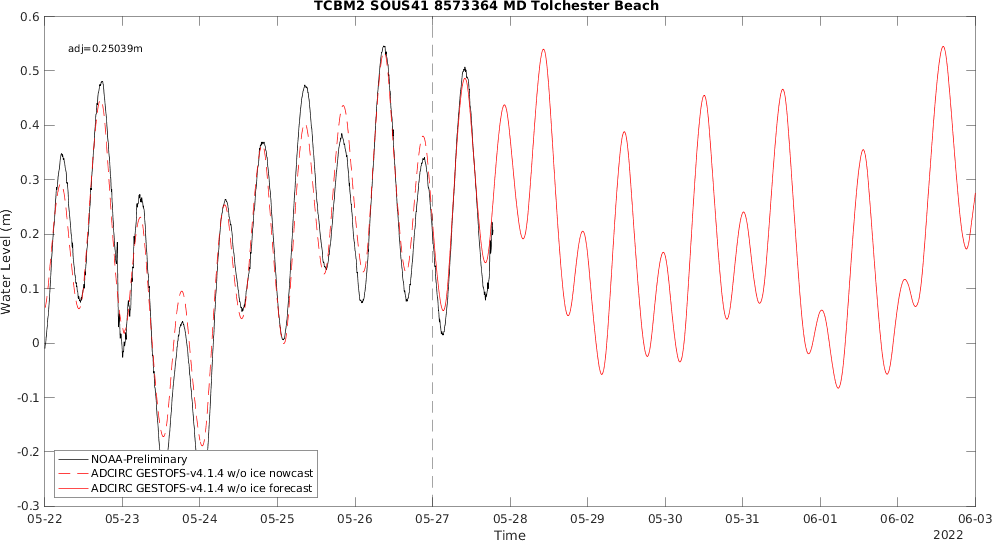 TCBM2 SOUS41 8573364 MD Tolchester Beach
0.6
adj=0.25039m
0.5
0.4
0.3
0.2
0.1
0
-0.1
-0.2
-0.3
Water Level (m)
NOAA-Preliminary
ADCIRC GESTOFS-v4.1.4 w/o ice nowcast
ADCIRC GESTOFS-v4.1.4 w/o ice forecast
05-22 05-23 05-24 05-25 05-26 05-27 05-28 05-29 05-30 05-31 06-01 06-02 06-03
Time
2022